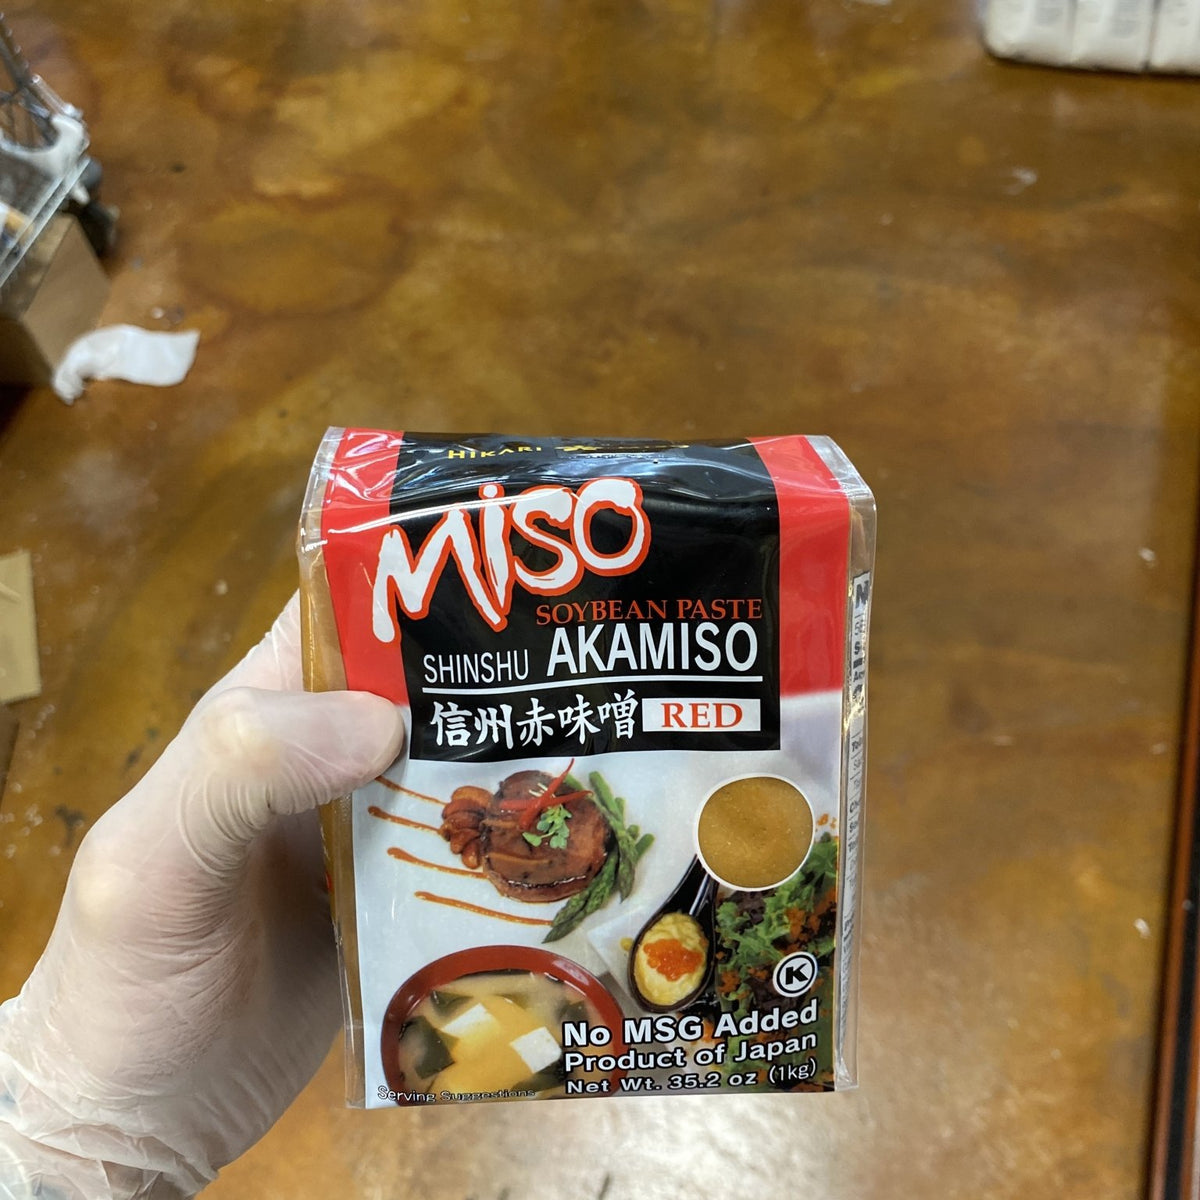 HIKARI
Miso
SOYBEAN PASTE
SHINSHU AKAMISO
信州赤味噌 RED
K
No MSG Added
Product of Japan
Net Wt. 35.2 oz (1kg)
Serving Suggestions